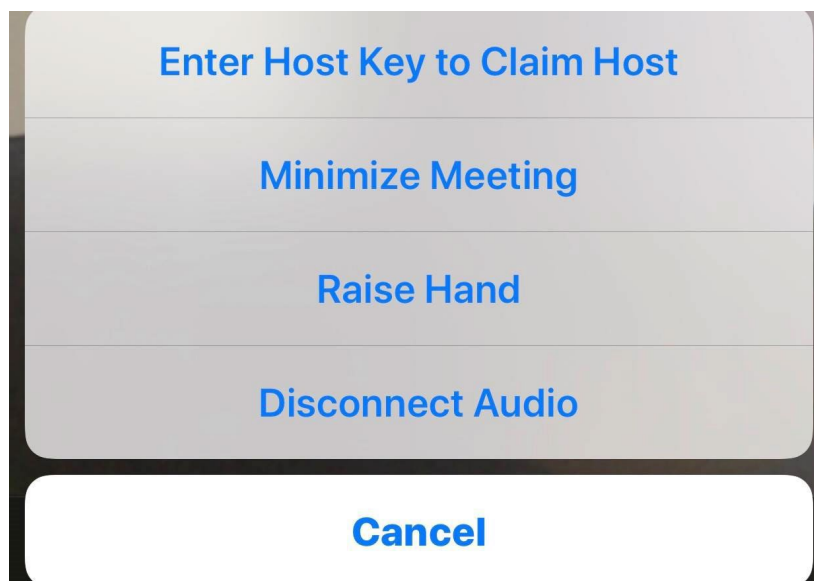 Enter Host Key to Claim Host
Minimize Meeting
Raise Hand
Disconnect Audio
Cancel